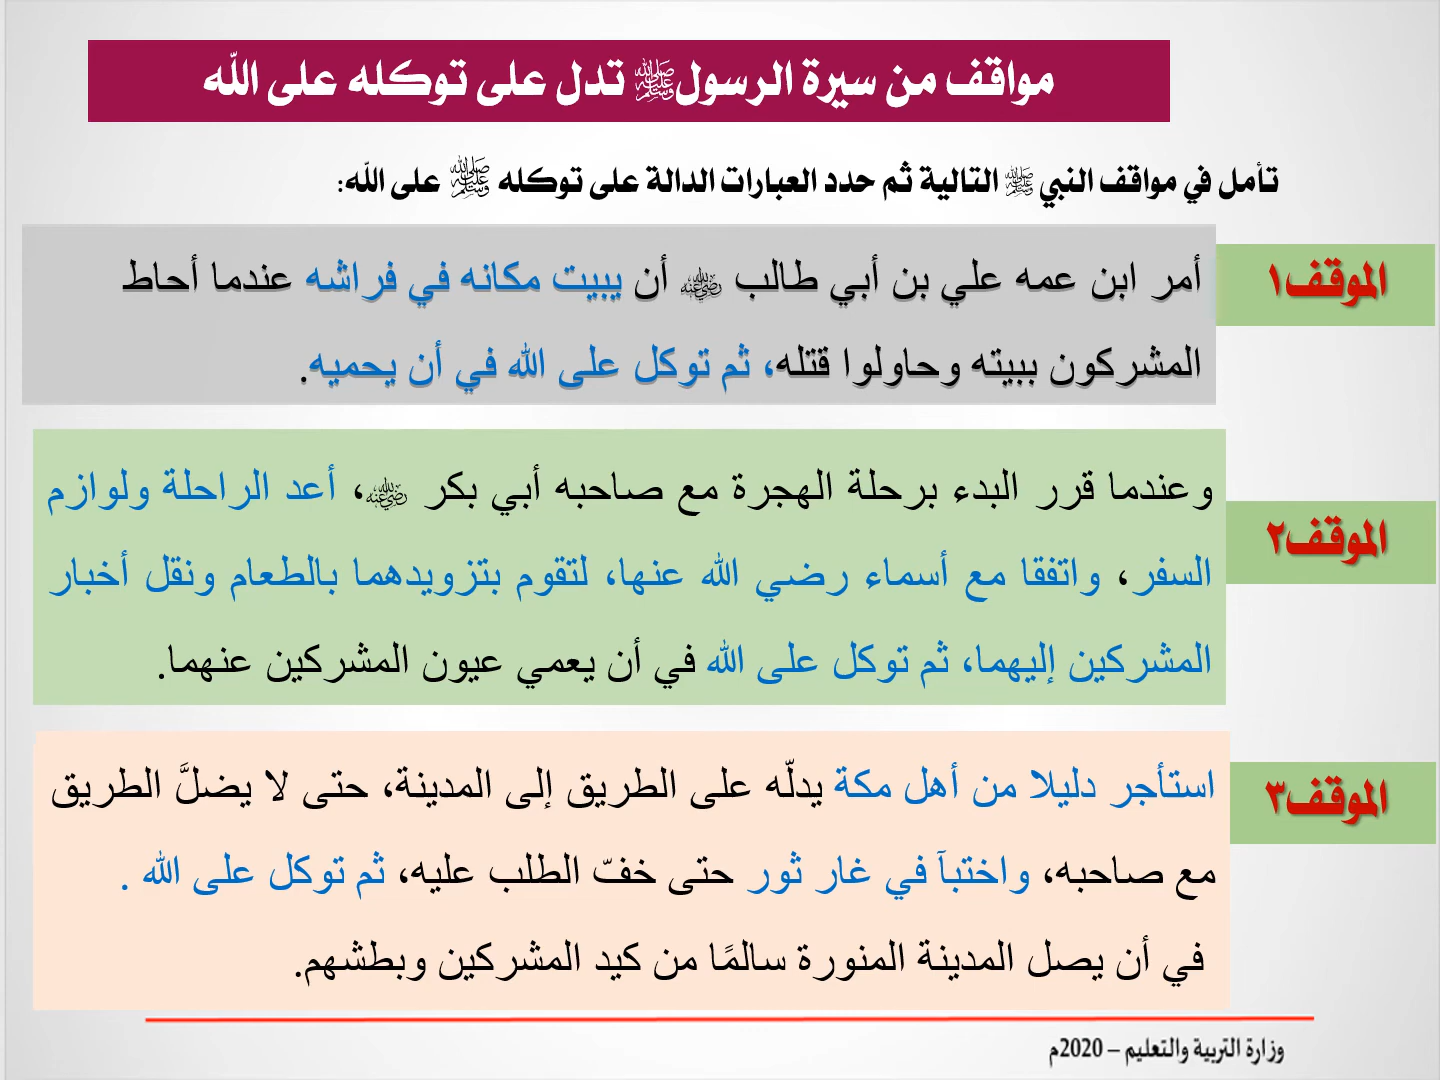 مواقف من سيرة الرسول ﷺ تدل على توكله على الله
تأمل في مواقف النبي ﷺ التالية ثم حدد العبارات الدالة على توكله ﷺ على الله:
الموقف١
أمر ابن عمه علي بن أبي طالب رضي الله عنه أن يبيت مكانه في فراشه عندما أحاط
المشركون ببيته وحاولوا قتله، ثم توكل على الله في أن يحميه.
الموقف٢
وعندما قرر البدء برحلة الهجرة مع صاحبه أبي بكر رضي الله عنه، أعد الراحلة ولوازم
السفر، واتفقا مع أسماء رضي الله عنها، لتقوم بتزويدهما بالطعام ونقل أخبار
المشركين إليهما، ثم توكل على الله في أن يعمي عيون المشركين عنهما.
الموقف٣
استأجر دليلا من أهل مكة يدلّه على الطريق إلى المدينة، حتى لا يضلَّ الطريق
مع صاحبه، واختبآ في غار ثور حتى خفّ الطلب عليه، ثم توكل على الله .
في أن يصل المدينة المنورة سالمًا من كيد المشركين وبطشهم.
وزارة التربية والتعليم – 2020م